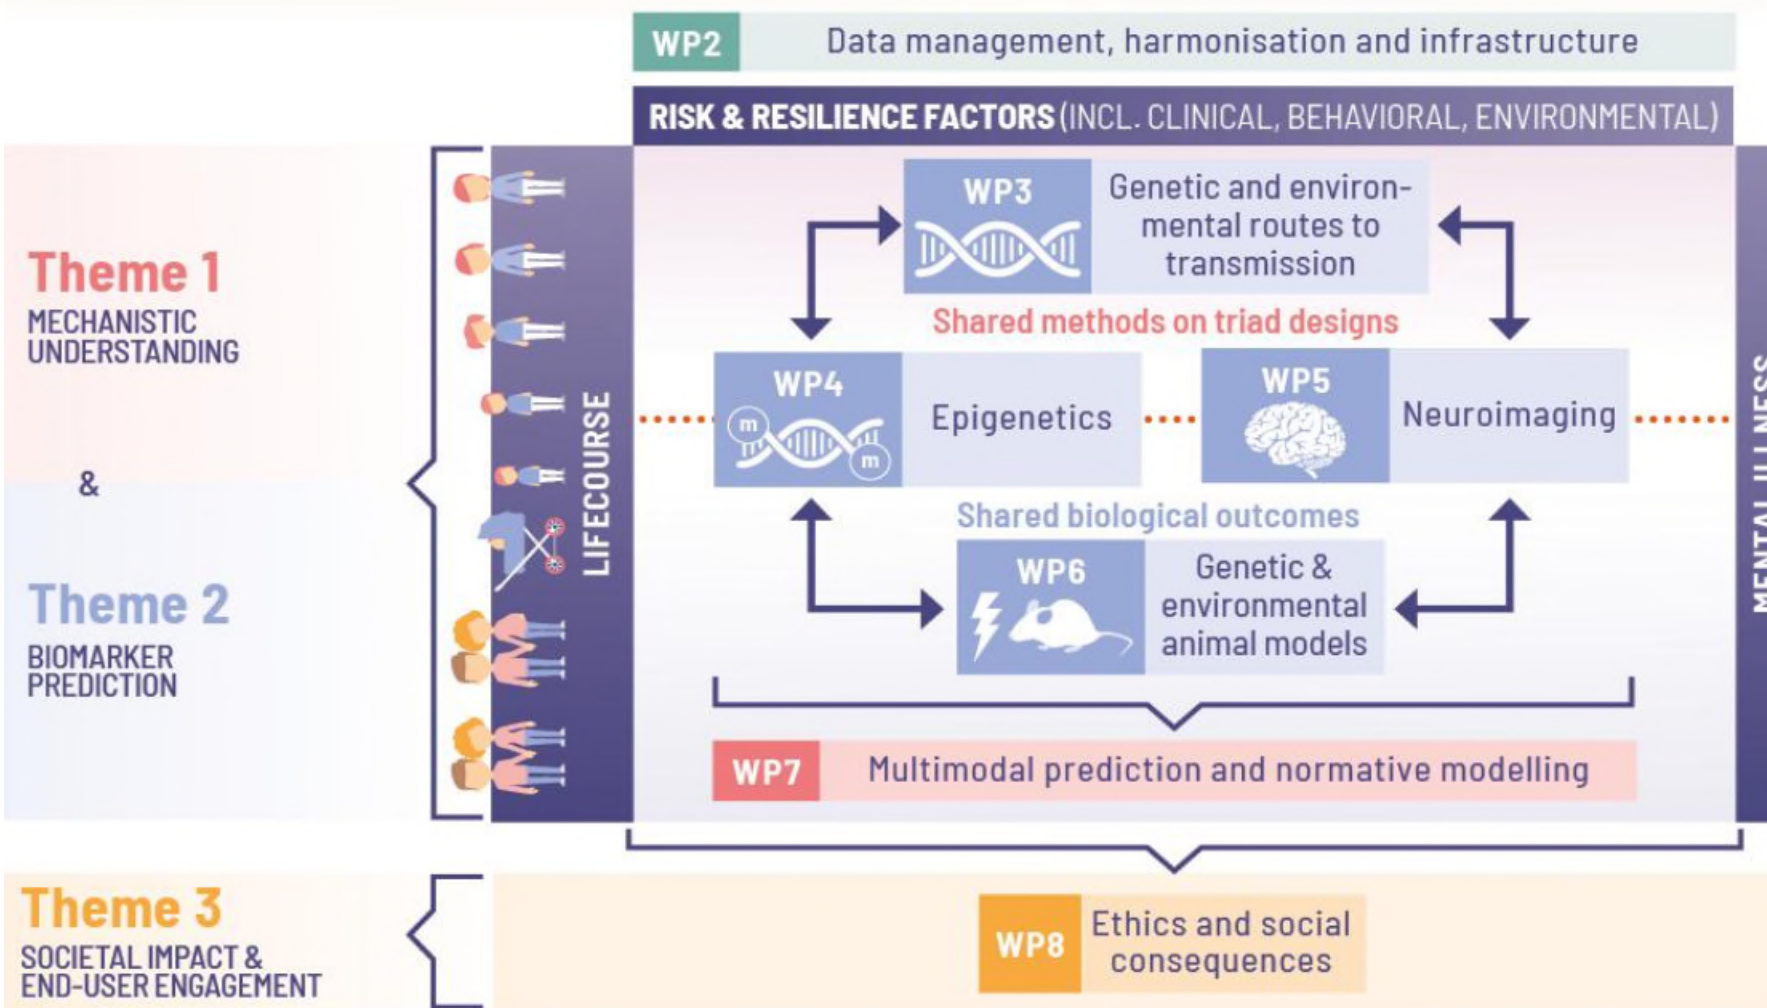 WP2
Data management, harmonisation and infrastructure
RISK & RESILIENCE FACTORS (INCL. CLINICAL, BEHAVIORAL, ENVIRONMENTAL)
Theme 1
MECHANISTIC
UNDERSTANDING
&
Theme 2
BIOMARKER
PREDICTION
LIFECOURSE
WP3
Genetic and environ-
mental routes to
transmission
Shared methods on triad designs
WP4
m
m
Epigenetics
WP5
Neuroimaging
Shared biological outcomes
WP6
Genetic &
environmental
animal models
WP7
Multimodal prediction and normative modelling
MENTAL ILLNESS
Theme 3
SOCIETAL IMPACT &
END-USER ENGAGEMENT
WP8
Ethics and social
consequences